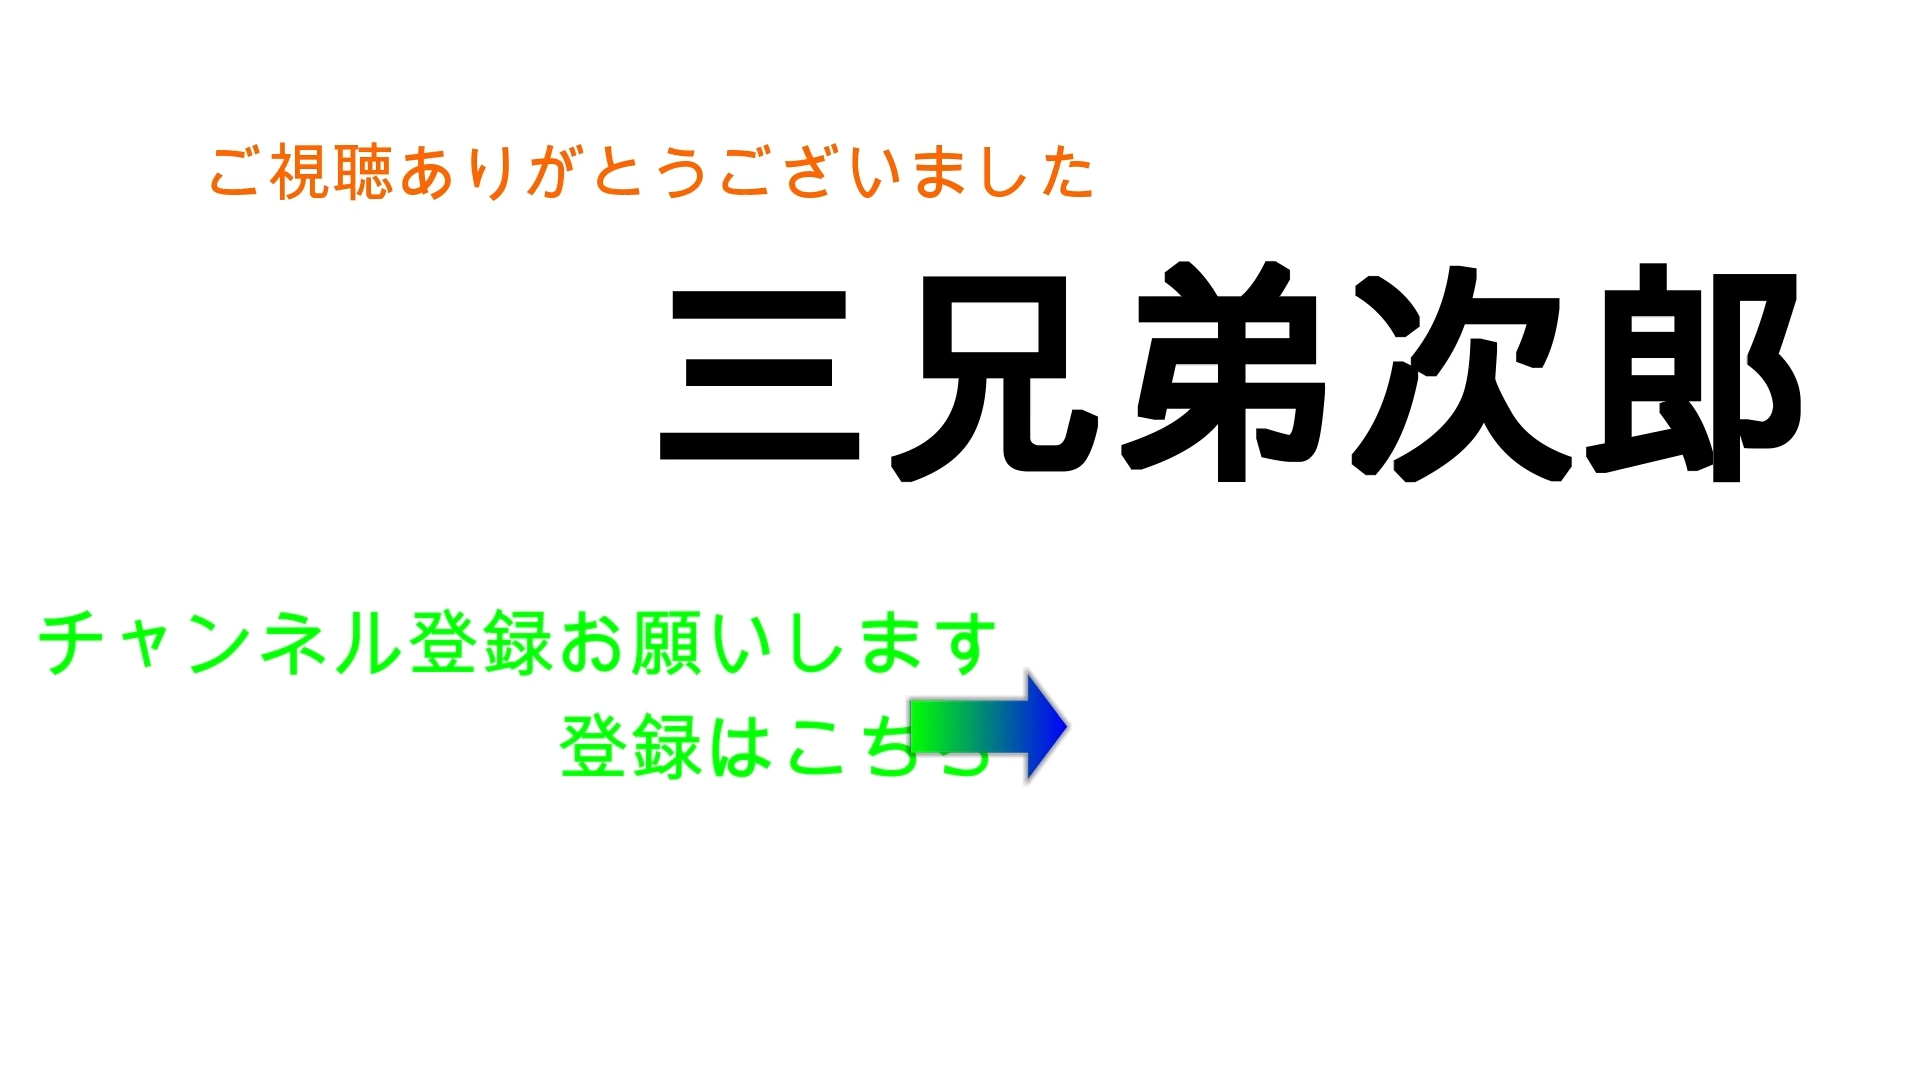 ご視聴ありがとうございました
三兄弟次郎
チャンネル登録お願いします
登録はこちら